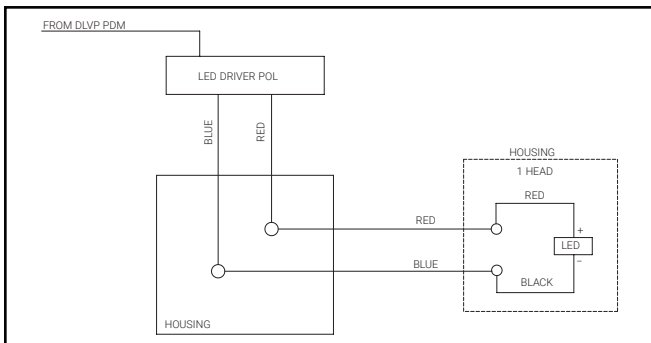 FROM DLVP PDM
LED DRIVER POL
BLUE
RED
HOUSING
1 HEAD
RED
RED
+
LED
BLUE
–
BLACK
HOUSING